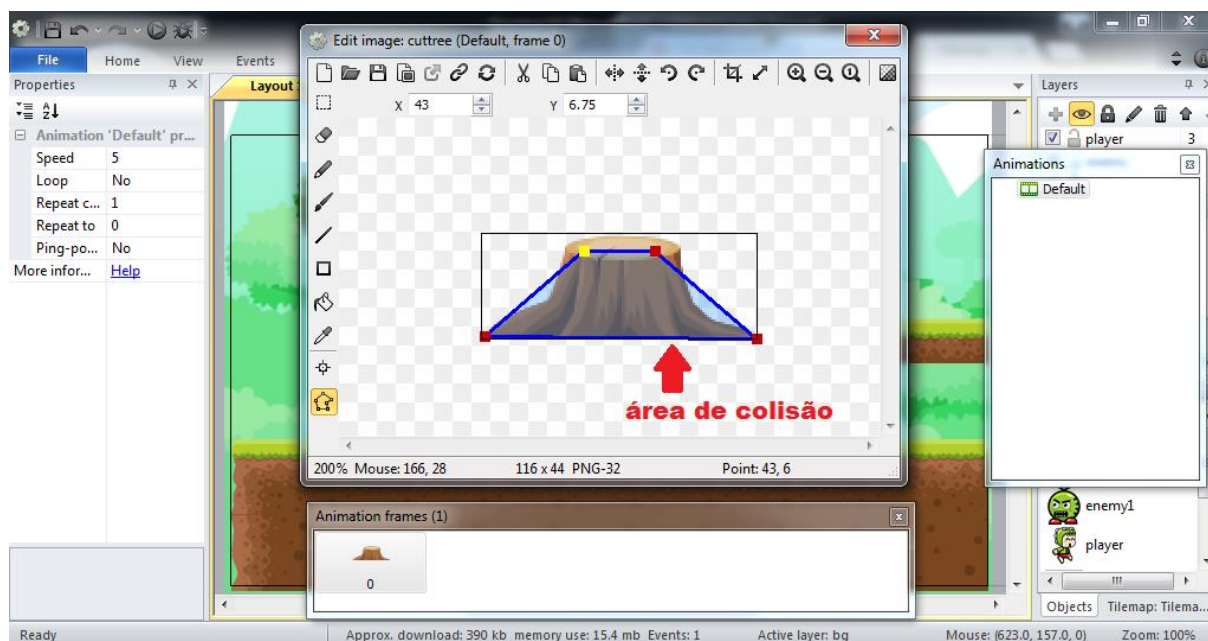 Edit image: cuttree (Default, frame 0)
File
Home
View
Events
Properties
Animation 'Default' pr...
Speed 5
Loop No
Repeat c... 1
Repeat to 0
Ping-po... No
More infor... Help
Layout
X 43 Y 6.75
área de colisão
200% Mouse: 166, 28 116 x 44 PNG-32 Point: 43, 6
Animation frames (1)
0
Layers
player 3
Animations
Default
enemy1
player
Objects Tilemap: Tilema...
Ready Approx. download: 390 kb memory use: 15.4 mb Events: 1 Active layer: bg Mouse: (623.0, 157.0, 0) Zoom: 100%